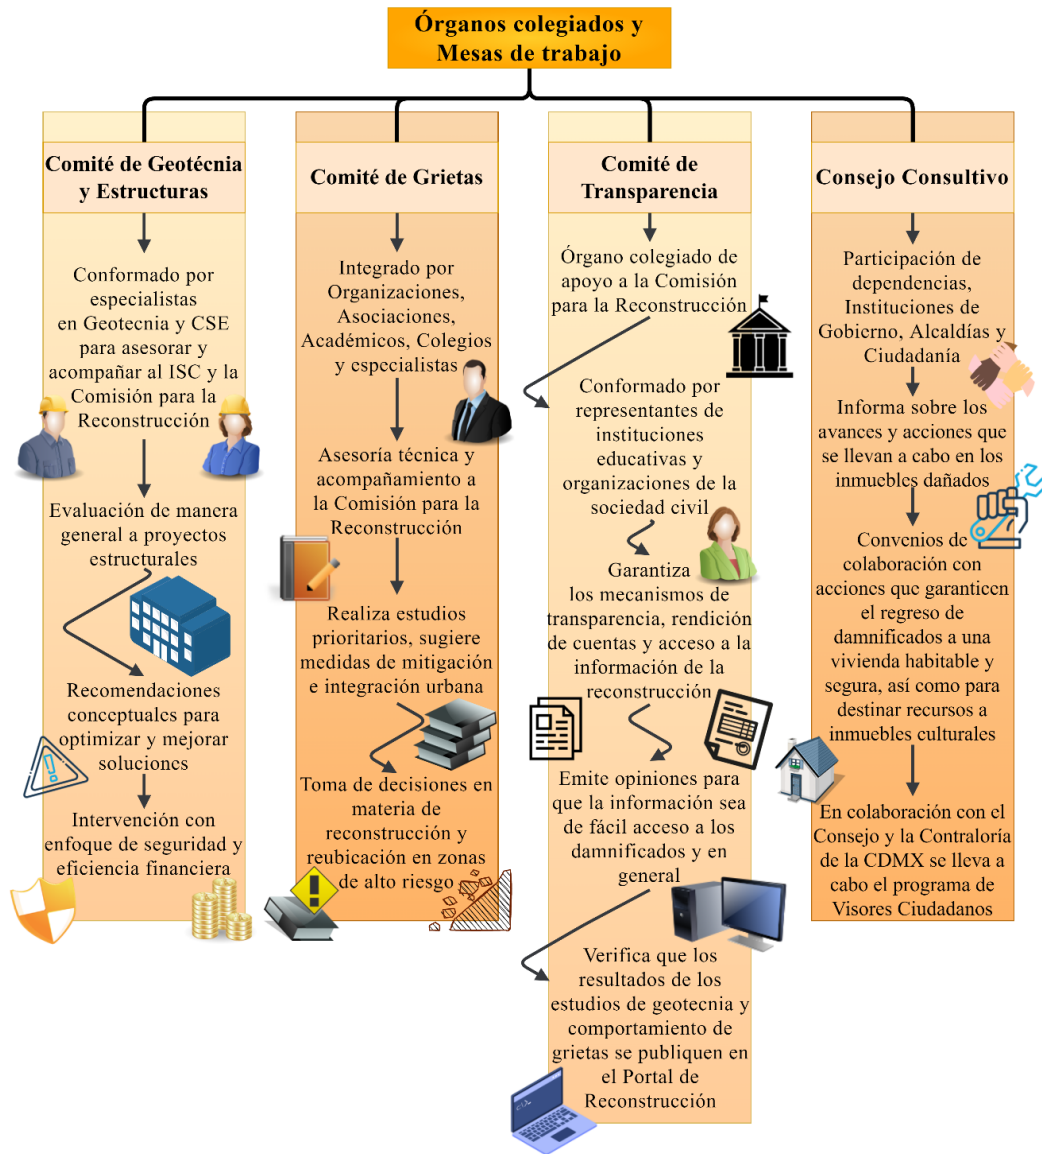 Órganos colegiados y
Mesas de trabajo
Comité de Geotécnia
y Estructuras
Conformado por
especialistas
en Geotecnia y CSE
para asesorar y
acompañar al ISC y la
Comisión para la
Reconstrucción
Evaluación de manera
general a proyectos
estructurales
Recomendaciones
conceptuales para
optimizar y mejorar
soluciones
Intervención con
enfoque de seguridad y
eficiencia financiera
Comité de Grietas
Integrado por
Organizaciones,
Asociaciones,
Académicos, Colegios
y especialistas
Asesoría técnica y
acompañamiento a
la Comisión para la
Reconstrucción
Realiza estudios
prioritarios, sugiere
medidas de mitigación
e integración urbana
Toma de decisiones en
materia de
reconstrucción y
reubicación en zonas
de alto riesgo
Comité de
Transparencia
Órgano colegiado de
apoyo a la Comisión
para la Reconstrucción
Conformado por
representantes de
instituciones
educativas y
organizaciones de la
sociedad civil
Garantiza
los mecanismos de
transparencia, rendición
de cuentas y acceso a la
información de la
reconstrucción
Emite opiniones para
que la información sea
de fácil acceso a los
damnificados y en
general
Verifica que los
resultados de los
estudios de geotecnia y
comportamiento de
grietas se publiquen en
el Portal de
Reconstrucción
Consejo Consultivo
Participación de
dependencias,
Instituciones de
Gobierno, Alcaldías y
Ciudadanía
Informa sobre los
avances y acciones que
se llevan a cabo en los
inmuebles dañados
Convenios de
colaboración con
acciones que garanticen
el regreso de
damnificados a una
vivienda habitable y
segura, así como para
destinar recursos a
inmuebles culturales
En colaboración con el
Consejo y la Contraloría
de la CDMX se lleva a
cabo el programa de
Visores Ciudadanos